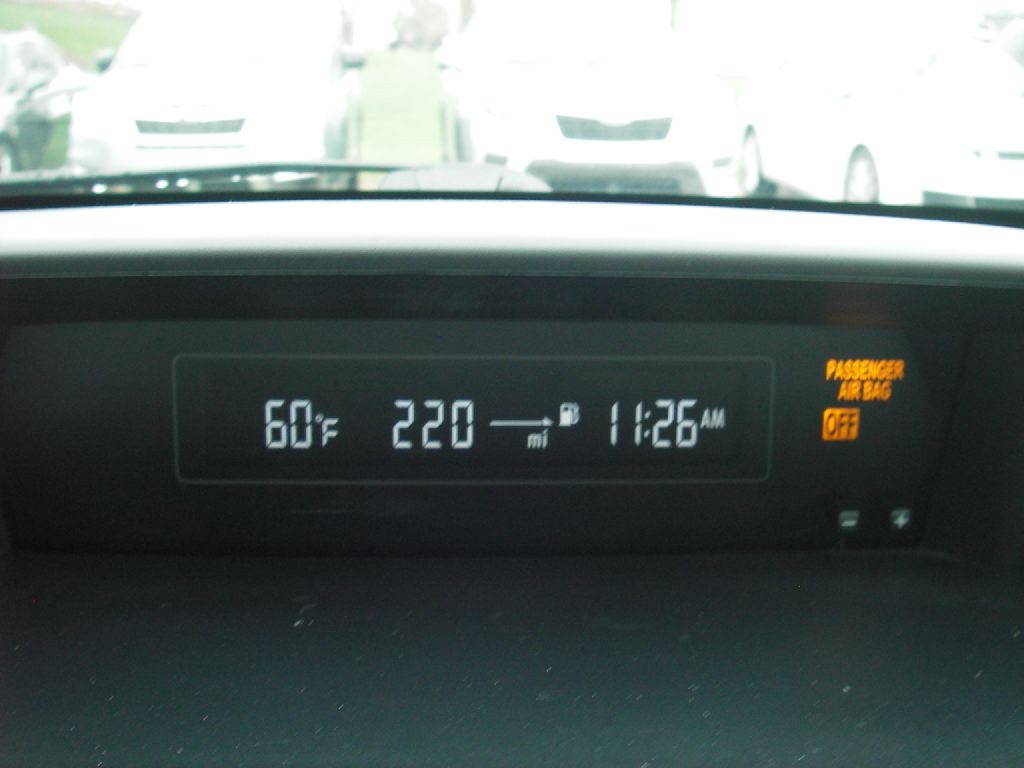 60°F 220 mi 11:26 AM
PASSENGER
AIR BAG
OFF
- +